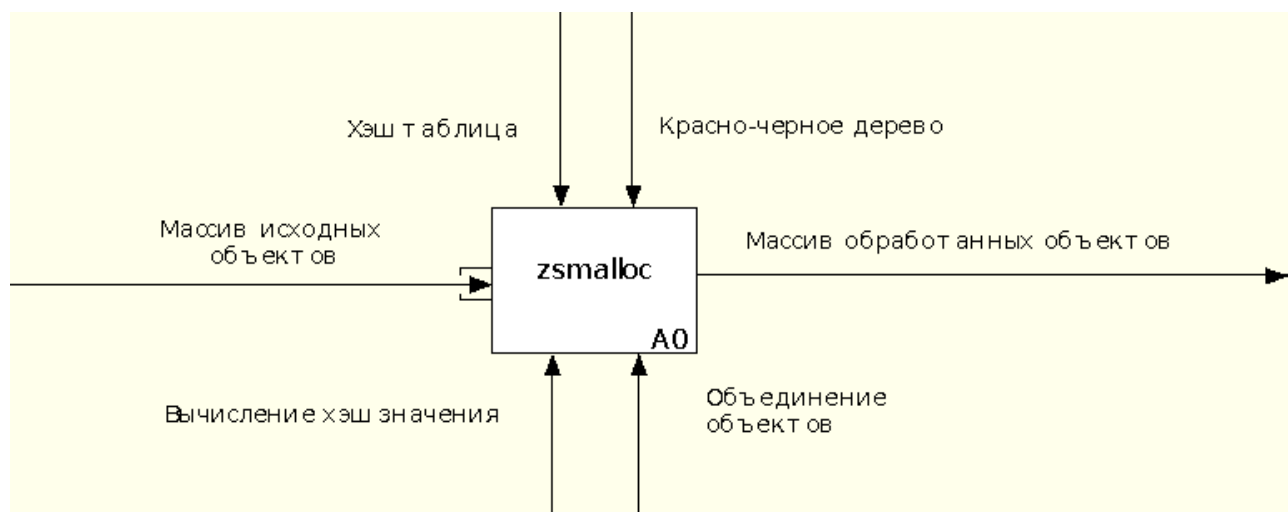 Хэш таблица
Красно-черное дерево
Массив исходных
объектов
Массив обработанных объектов
zsmalloc
A0
Вычисление хэш значения
Объединение
объектов